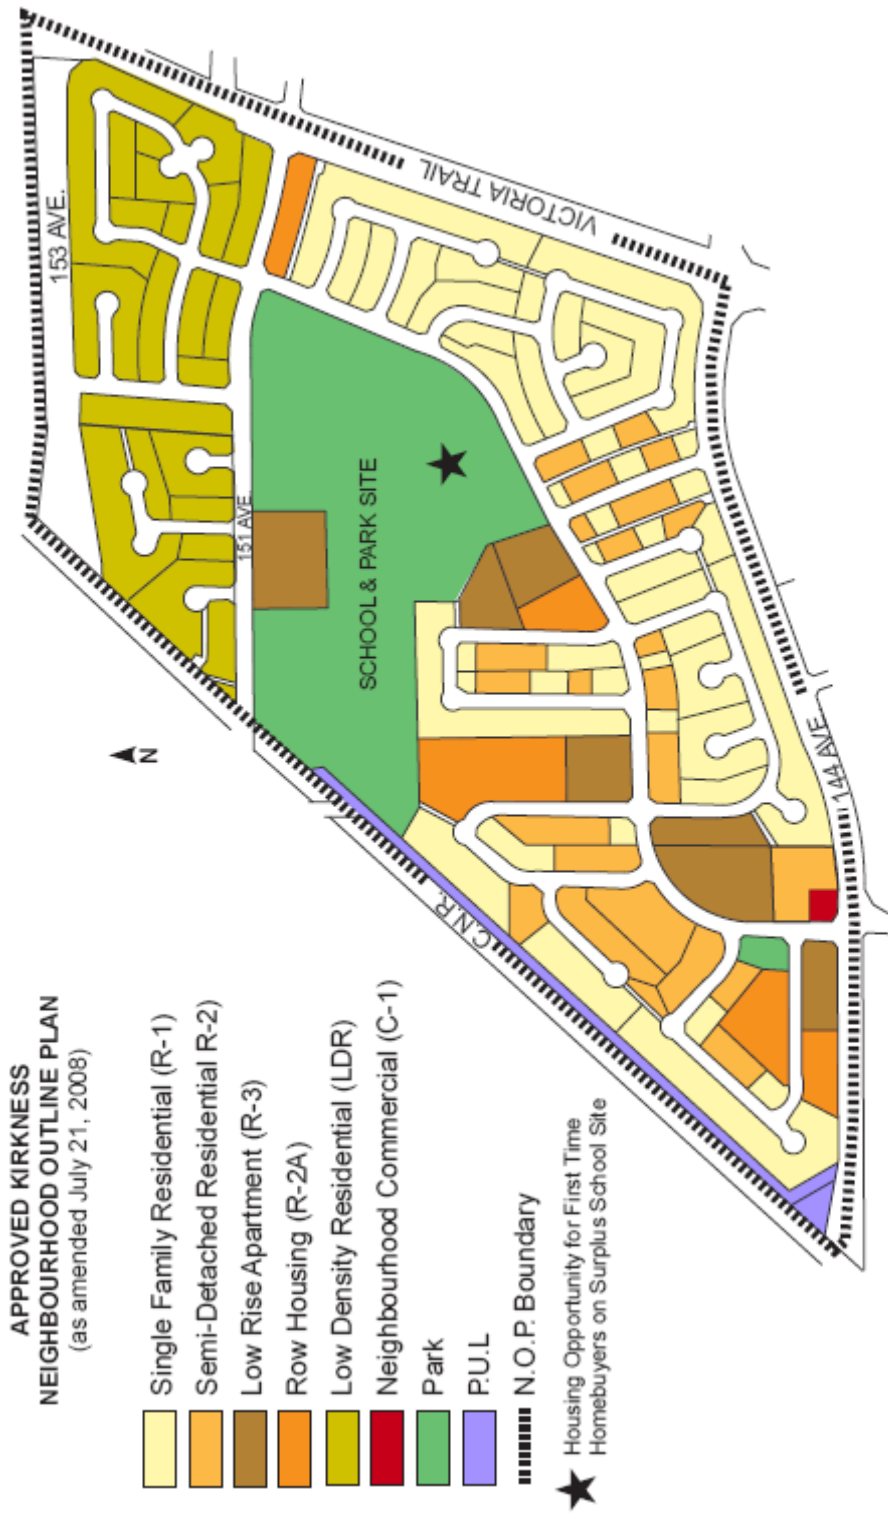 APPROVED KIRKNESS
NEIGHBOURHOOD OUTLINE PLAN
(as amended July 21, 2008)
Single Family Residential (R-1)
Semi-Detached Residential R-2)
Low Rise Apartment (R-3)
Row Housing (R-2A)
Low Density Residential (LDR)
Neighbourhood Commercial (C-1)
Park
P.U.L
N.O.P. Boundary
Housing Opportunity for First Time
Homebuyers on Surplus School Site
N
153 AVE.
151 AVE
SCHOOL & PARK SITE
VICTORIA TRAIL
C.N.R.
144 AVE